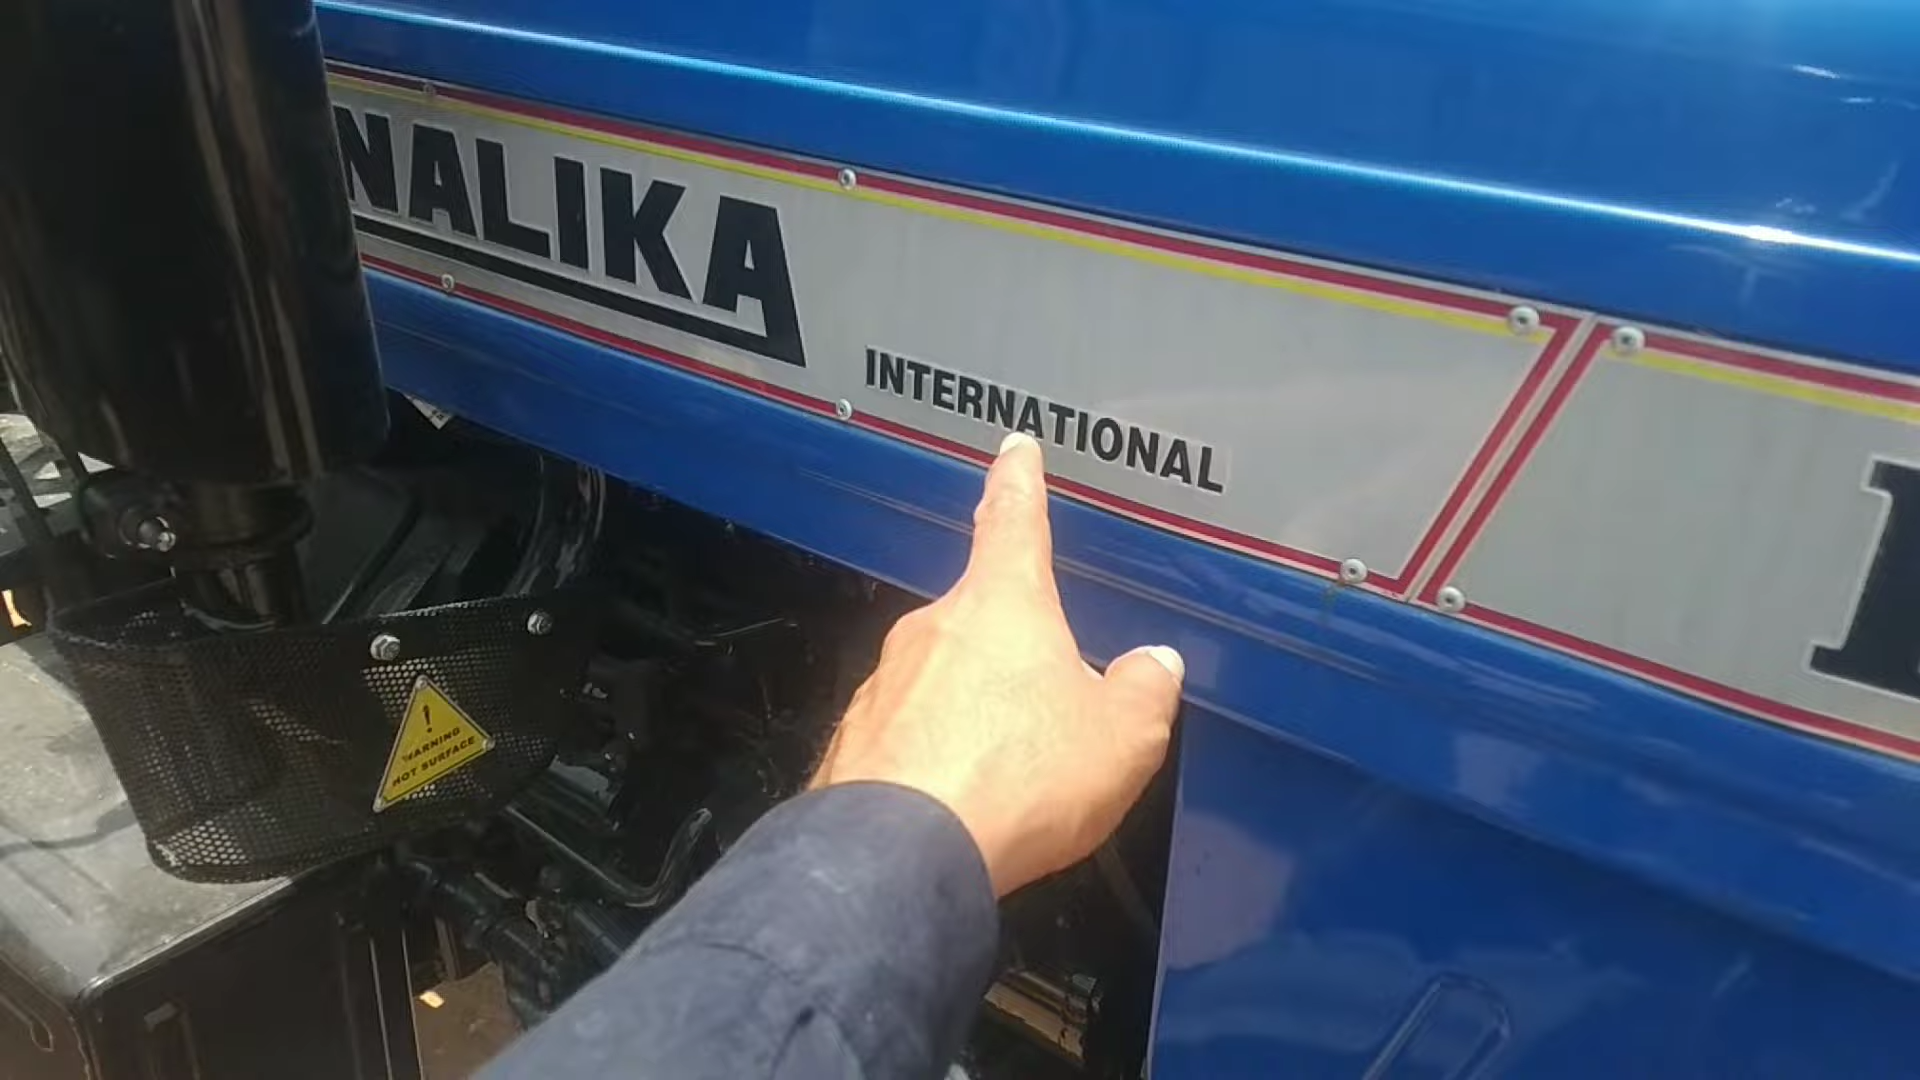 NALIKA
INTERNATIONAL
!
WARNING
HOT SURFACE